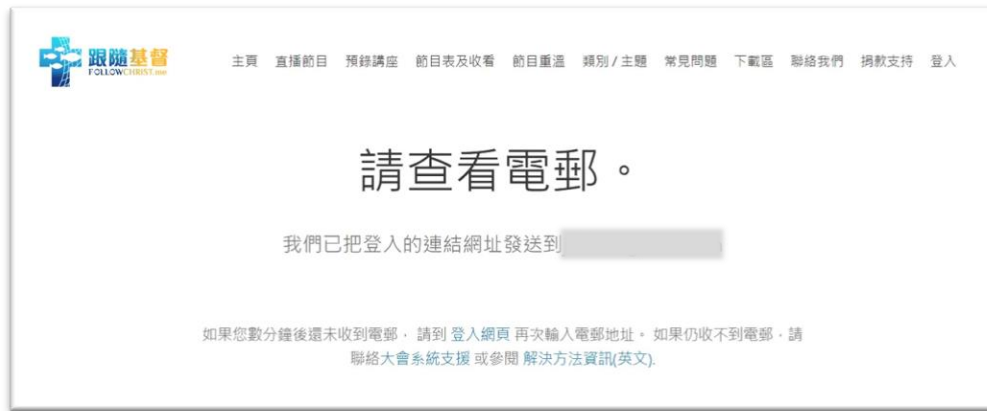 跟隨基督
FOLLOWCHRIST.me
主頁 直播節目 預錄講座 節目表及收看 節目重溫 類別 / 主題 常見問題 下載區 聯絡我們 捐款支持 登入
請查看電郵。
我們已把登入的連結網址發送到
如果您數分鐘後還未收到電郵， 請到 登入網頁 再次輸入電郵地址。 如果仍收不到電郵，請
聯絡大會系統支援 或參閱 解決方法資訊(英文).